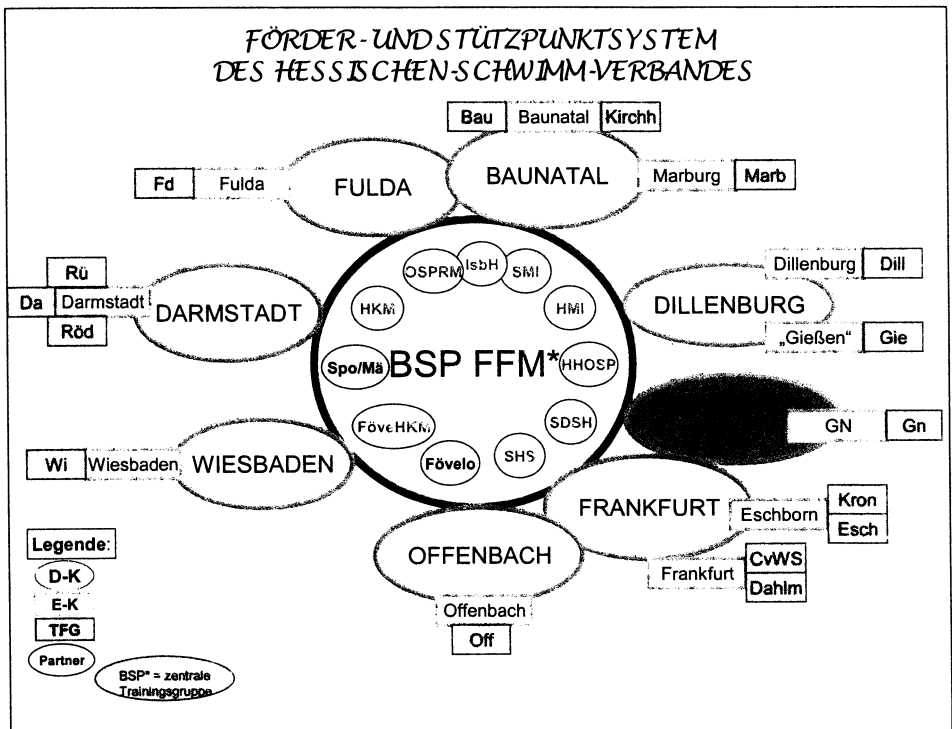 FÖRDER-UND STÜTZPUNKTSYSTEM
DES HESSISCHEN-SCHWIMM-VERBANDES
Bau Baunatal Kirchh
Fd Fulda FULDA BAUNATAL Marburg Marb
OSPRM lsbH SMI
Rü
Da Darmstadt DARMSTADT
Röd
HKM HMI
DILLENBURG Dillenburg Dill
„Gießen“ Gie
Spo/Mä BSP FFM* HHOSP
GN Gn
FöveHKM SDSH
Fövelo SHS
Wi Wiesbaden WIESBADEN
FRANKFURT Eschborn Kron
Esch
Frankfurt CvWS
Dahlm
OFFENBACH
Offenbach
Off
Legende:
D-K
E-K
TFG
Partner
BSP* = zentrale
Trainingsgruppe